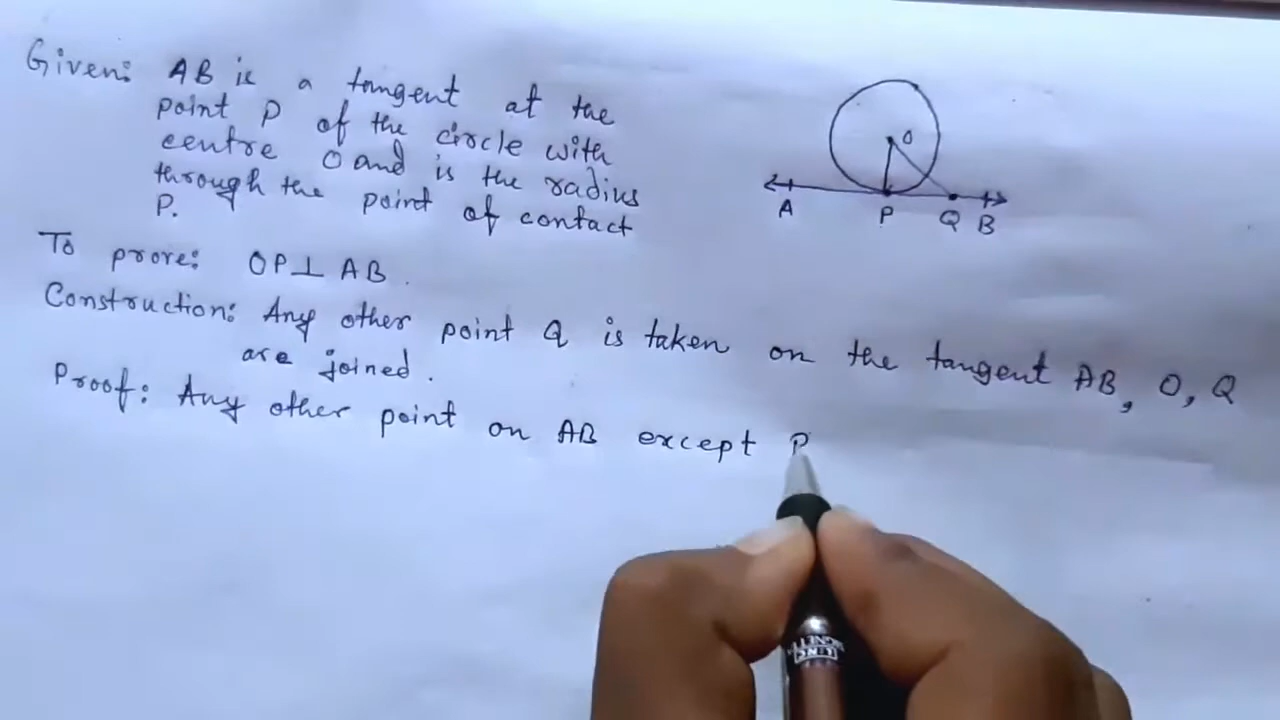 Given: AB is a tangent at the
point P of the circle with
centre O and is the radius
through the point of contact
P.
To prove: OP⊥AB.
Construction: Any other point Q is taken on the tangent AB, O, Q
are joined.
Proof: Any other point on AB except P
O
A P Q B